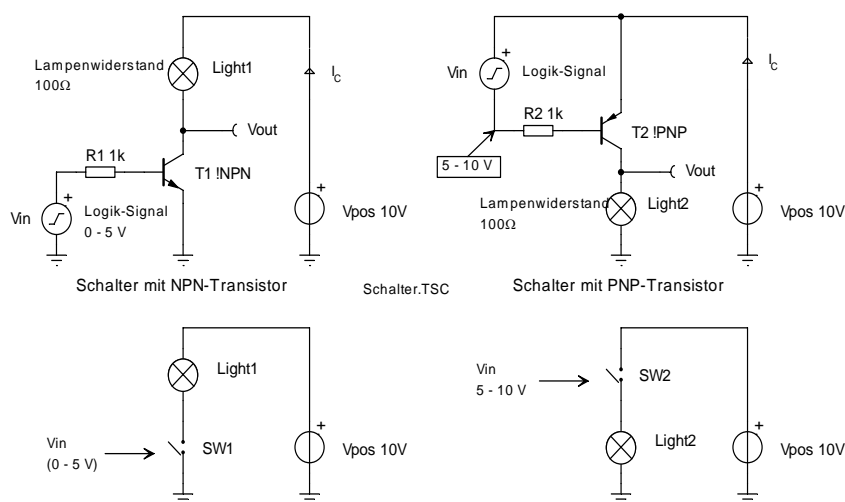 Lampenwiderstand
100Ω
Light1
I_C
Vout
R1 1k
T1 !NPN
Vin
Logik-Signal
0 - 5 V
Vpos 10V
Schalter mit NPN-Transistor
Vin
Logik-Signal
I_C
R2 1k
T2 !PNP
5 - 10 V
Vout
Lampenwiderstand
100Ω
Light2
Vpos 10V
Schalter.TSC
Schalter mit PNP-Transistor
Light1
Vin
(0 - 5 V)
SW1
Vpos 10V
Vin
5 - 10 V
SW2
Light2
Vpos 10V